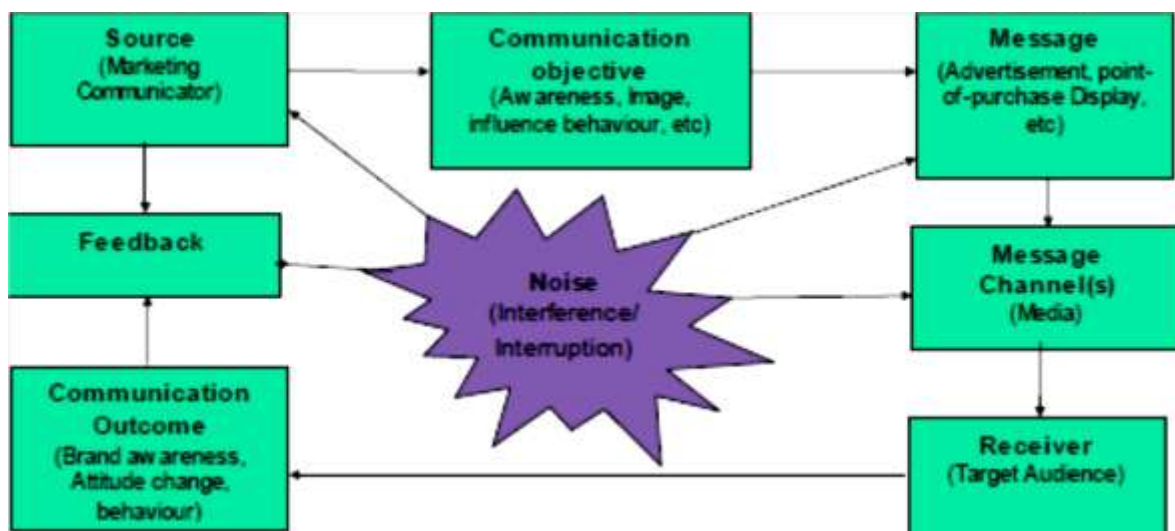 Source
(Marketing
Communicator)
Communication
objective
(Awareness, Image,
influence behaviour, etc)
Message
(Advertisement, point-
of-purchase Display,
etc)
Feedback
Noise
(Interference/
Interruption)
Message
Channel(s)
(Media)
Communication
Outcome
(Brand awareness,
Attitude change,
behaviour)
Receiver
(Target Audience)